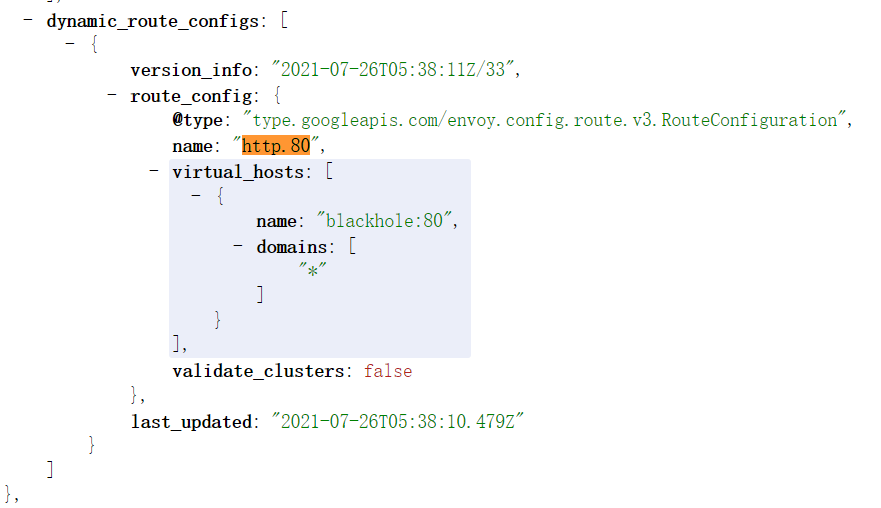 - dynamic_route_configs: [
- {
version_info: "2021-07-26T05:38:11Z/33",
- route_config: {
@type: "type.googleapis.com/envoy.config.route.v3.RouteConfiguration",
name: "http.80",
- virtual_hosts: [
- {
name: "blackhole:80",
- domains: [
"*"
]
}
],
validate_clusters: false
},
last_updated: "2021-07-26T05:38:10.479Z"
}
]
},